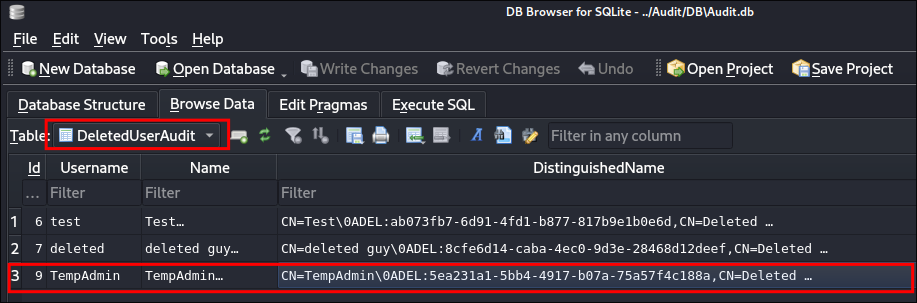 DB Browser for SQLite - ../Audit/DB\Audit.db
File Edit View Tools Help
New Database Open Database Write Changes Revert Changes Undo Open Project Save Project
Database Structure Browse Data Edit Pragmas Execute SQL
Table: DeletedUserAudit Filter in any column
Id Username Name DistinguishedName
... Filter Filter Filter
1 6 test Test… CN=Test\0ADEL:ab073fb7-6d91-4fd1-b877-817b9e1b0e6d,CN=Deleted …
2 7 deleted deleted guy… CN=deleted guy\0ADEL:8cfe6d14-caba-4ec0-9d3e-28468d12deef,CN=Deleted …
3 9 TempAdmin TempAdmin… CN=TempAdmin\0ADEL:5ea231a1-5bb4-4917-b07a-75a57f4c188a,CN=Deleted …